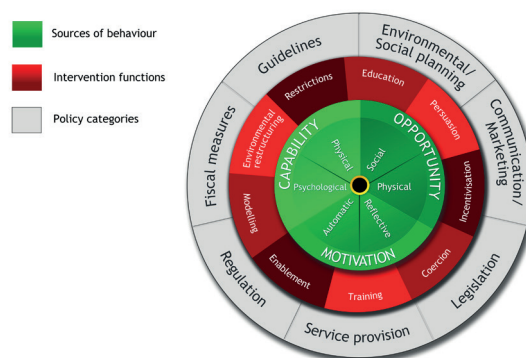 Sources of behaviour
Intervention functions
Policy categories
Guidelines
Environmental/
Social planning
Communication/
Marketing
Legislation
Service provision
Regulation
Fiscal measures
Restrictions
Education
Persuasion
Incentivisation
Coercion
Training
Enablement
Modelling
Environmental
restructuring
CAPABILITY
OPPORTUNITY
MOTIVATION
Physical
Social
Psychological
Physical
Automatic
Reflective